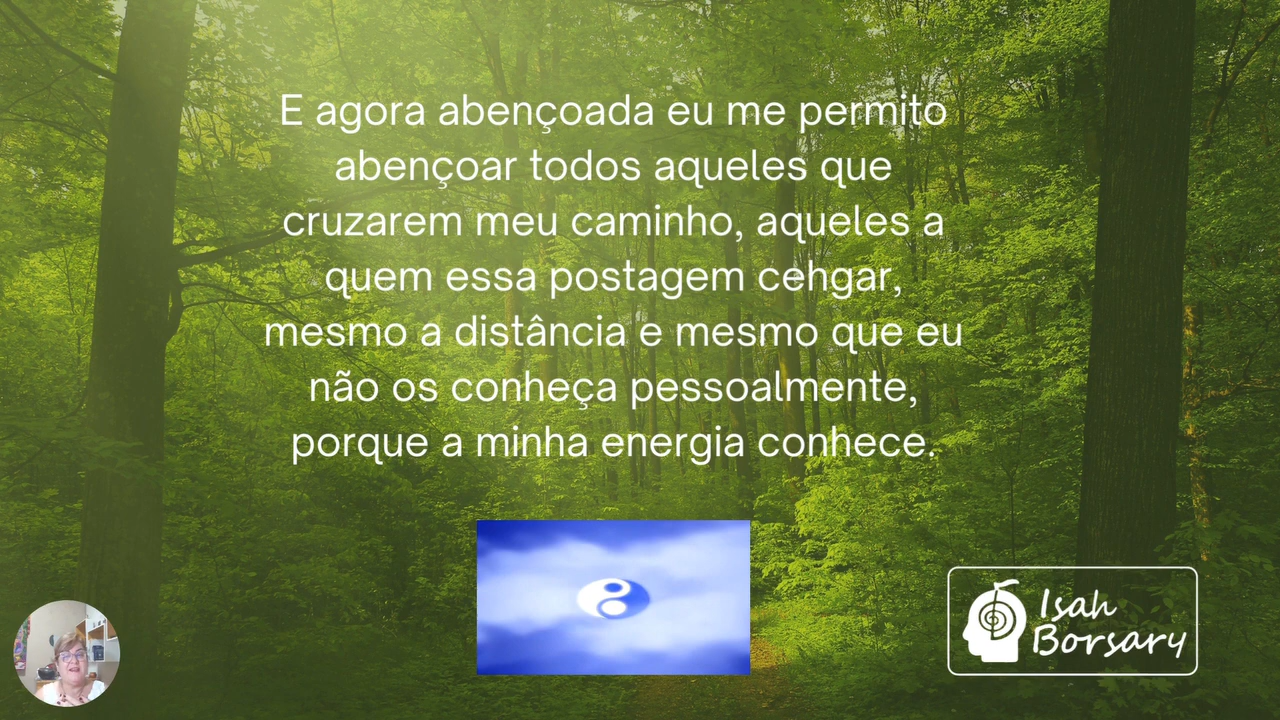 E agora abençoada eu me permito
abençoar todos aqueles que
cruzarem meu caminho, aqueles a
quem essa postagem cehgar,
mesmo a distância e mesmo que eu
não os conheça pessoalmente,
porque a minha energia conhece.
Isah
Borsary